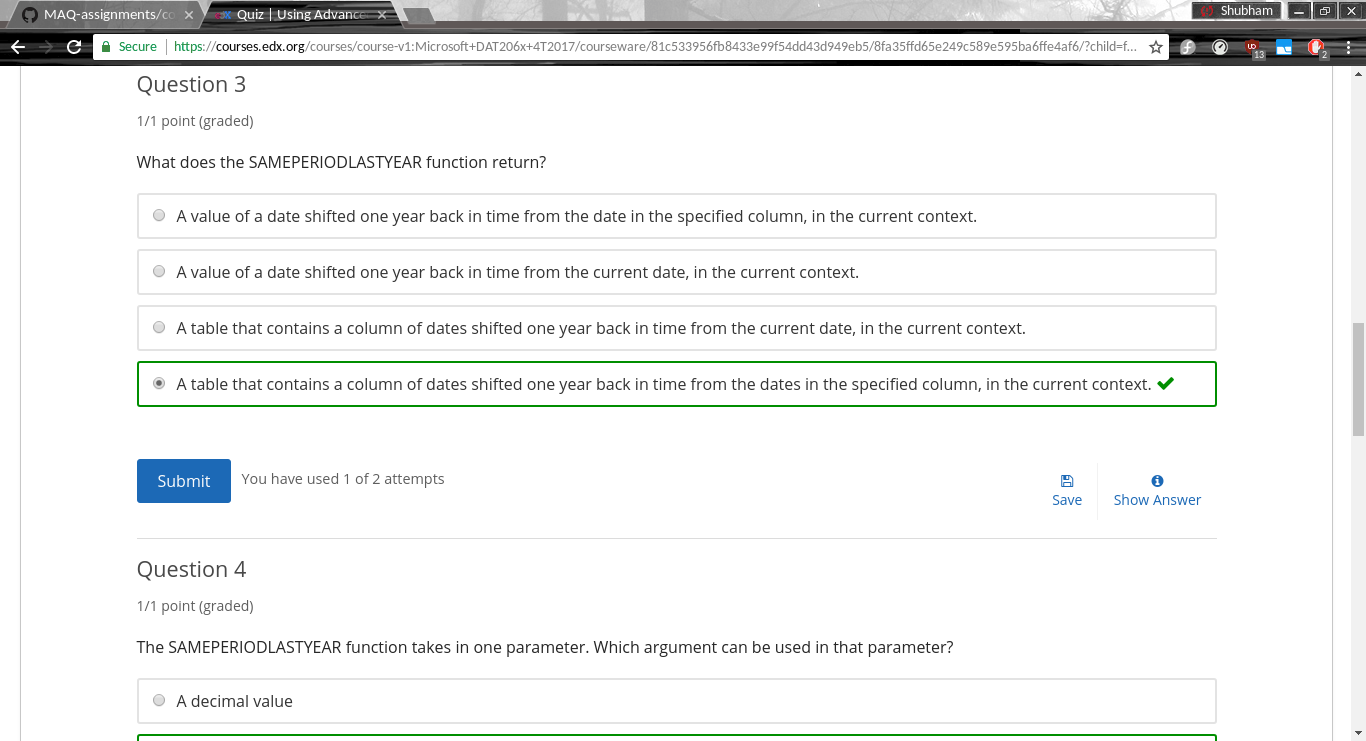 MAQ-assignments/co
Quiz | Using Advance
Shubham
Secure
https://courses.edx.org/courses/course-v1:Microsoft+DAT206x+4T2017/courseware/81c533956fb8433e99f54dd43d949eb5/8fa35ffd65e249c589e595ba6ffe4af6/?child=f...
13
2
Question 3
1/1 point (graded)
What does the SAMEPERIODLASTYEAR function return?
A value of a date shifted one year back in time from the date in the specified column, in the current context.
A value of a date shifted one year back in time from the current date, in the current context.
A table that contains a column of dates shifted one year back in time from the current date, in the current context.
A table that contains a column of dates shifted one year back in time from the dates in the specified column, in the current context.
Submit
You have used 1 of 2 attempts
Save
Show Answer
Question 4
1/1 point (graded)
The SAMEPERIODLASTYEAR function takes in one parameter. Which argument can be used in that parameter?
A decimal value